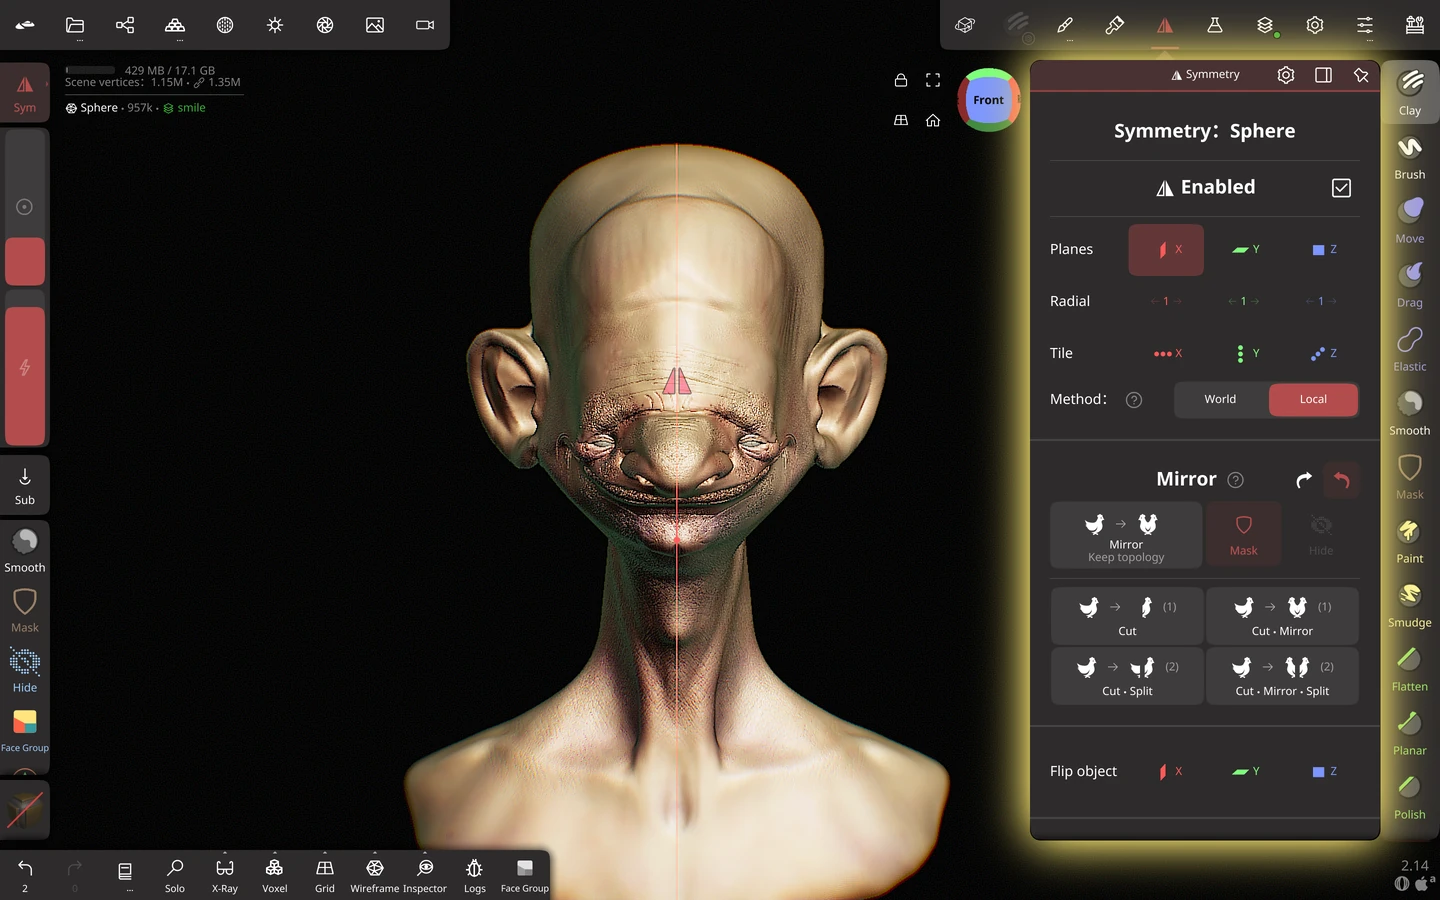 429 MB / 17.1 GB
Scene vertices: 1.15M • 1.35M
Sphere • 957k • smile
Sym
Sub
Smooth
Mask
Hide
Face Group
Front
Symmetry
Symmetry: Sphere
Enabled
Planes X Y Z
Radial ← 1 → ← 1 → ← 1 →
Tile X Y Z
Method: ? World Local
Mirror ?
Mirror
Keep topology
Mask
Hide
→ (1)
Cut
→ (1)
Cut • Mirror
→ (2)
Cut • Split
→ (2)
Cut • Mirror • Split
Flip object X Y Z
Clay
Brush
Move
Drag
Elastic
Smooth
Mask
Paint
Smudge
Flatten
Planar
Polish
2
0
...
Solo
X-Ray
Voxel
Grid
Wireframe
Inspector
Logs
Face Group
2.14
a